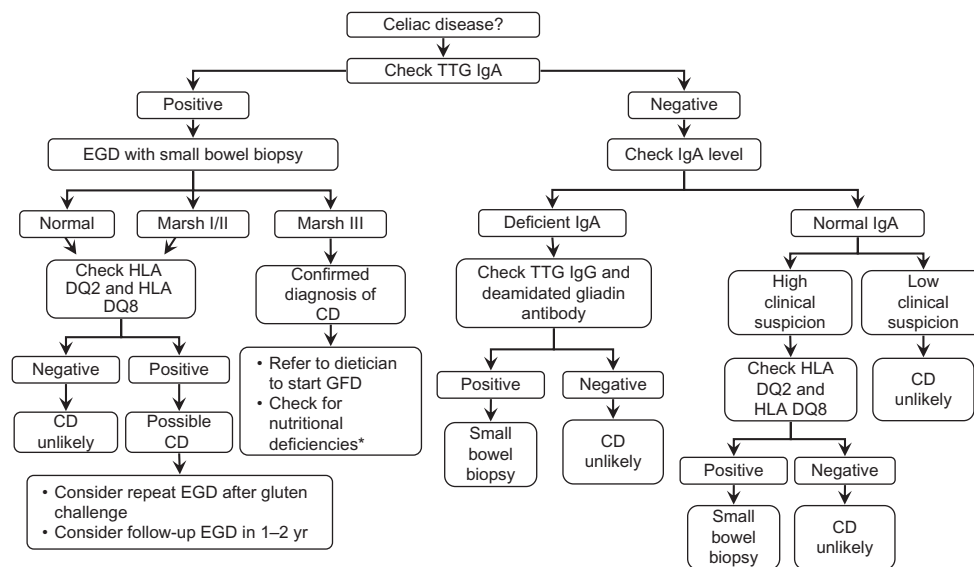 Celiac disease?
Check TTG IgA
Positive
Negative
EGD with small bowel biopsy
Check IgA level
Normal
Marsh I/II
Marsh III
Deficient IgA
Normal IgA
Check HLA
DQ2 and HLA
DQ8
Confirmed
diagnosis of
CD
Check TTG IgG and
deamidated gliadin
antibody
High
clinical
suspicion
Low
clinical
suspicion
Negative
Positive
• Refer to dietician
to start GFD
• Check for
nutritional
deficiencies*
Positive
Negative
Check HLA
DQ2 and
HLA DQ8
CD
unlikely
CD
unlikely
Possible
CD
Small
bowel
biopsy
CD
unlikely
Positive
Negative
• Consider repeat EGD after gluten
challenge
• Consider follow-up EGD in 1–2 yr
Small
bowel
biopsy
CD
unlikely